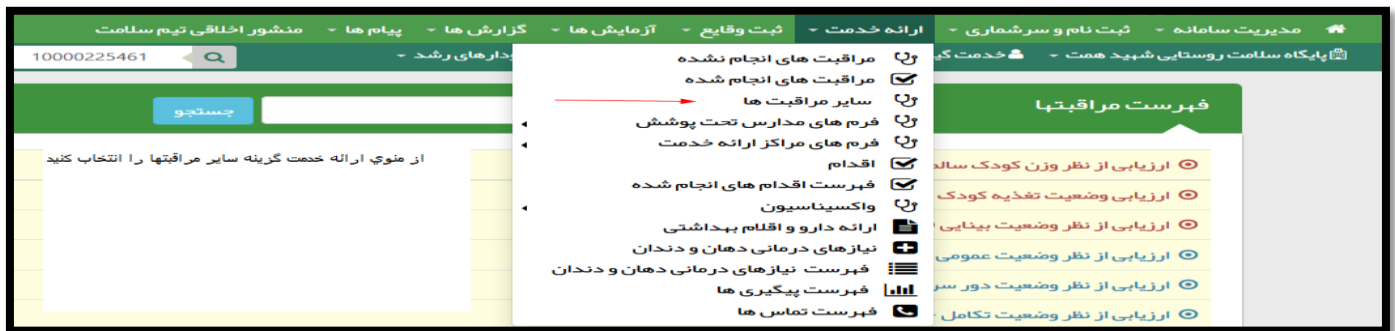 مدیریت سامانه ثبت نام و سرشماری ارائه خدمت ثبت وقایع آزمایش ها گزارش ها پیام ها منشور اخلاقی تیم سلامت
پایگاه سلامت روستایی شهید همت خدمت گی
ودارهای رشد
10000225461
فهرست مراقبتها
جستجو
مراقبت های انجام نشده
مراقبت های انجام شده
سایر مراقبت ها
فرم های مدارس تحت پوشش
فرم های مراکز ارائه خدمت
اقدام
فهرست اقدام های انجام شده
واکسیناسیون
ارائه دارو و اقلام بهداشتی
نیازهای درمانی دهان و دندان
فهرست نیازهای درمانی دهان و دندان
فهرست پیگیری ها
فهرست تماس ها
ارزیابی از نظر وزن کودک سالم
ارزیابی وضعیت تغذیه کودک
ارزیابی از نظر وضعیت بینایی
ارزیابی از نظر وضعیت عمومی
ارزیابی از نظر وضعیت دور سر
ارزیابی از نظر وضعیت تکامل
از منوي ارائه خدمت گزینه سایر مراقبتها را انتخاب کنید